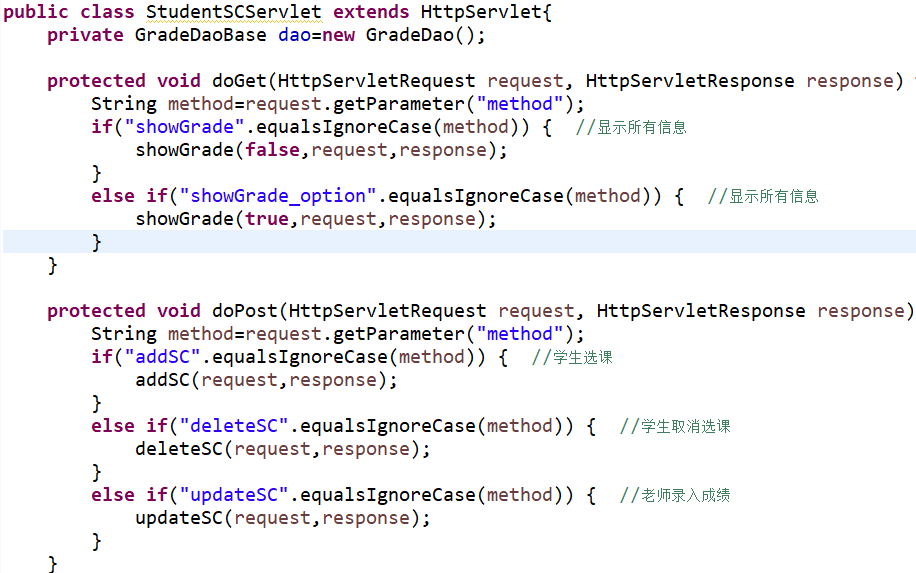 public class StudentSCServlet extends HttpServlet{
private GradeDaoBase dao=new GradeDao();
protected void doGet(HttpServletRequest request, HttpServletResponse response)
String method=request.getParameter("method");
if("showGrade".equalsIgnoreCase(method)) {  //显示所有信息
showGrade(false,request,response);
}
else if("showGrade_option".equalsIgnoreCase(method)) {  //显示所有信息
showGrade(true,request,response);
}
}
protected void doPost(HttpServletRequest request, HttpServletResponse response)
String method=request.getParameter("method");
if("addSC".equalsIgnoreCase(method)) {  //学生选课
addSC(request,response);
}
else if("deleteSC".equalsIgnoreCase(method)) {  //学生取消选课
deleteSC(request,response);
}
else if("updateSC".equalsIgnoreCase(method)) {  //老师录入成绩
updateSC(request,response);
}
}